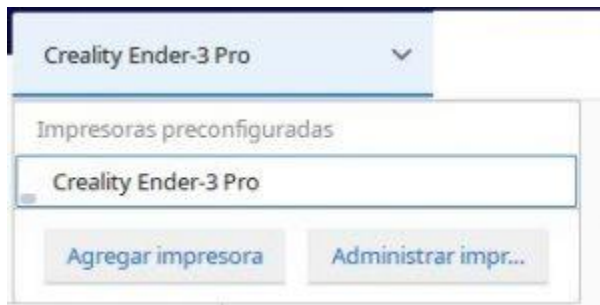 Creality Ender-3 Pro
Impresoras preconfiguradas
Creality Ender-3 Pro
Agregar impresora Administrar impr...